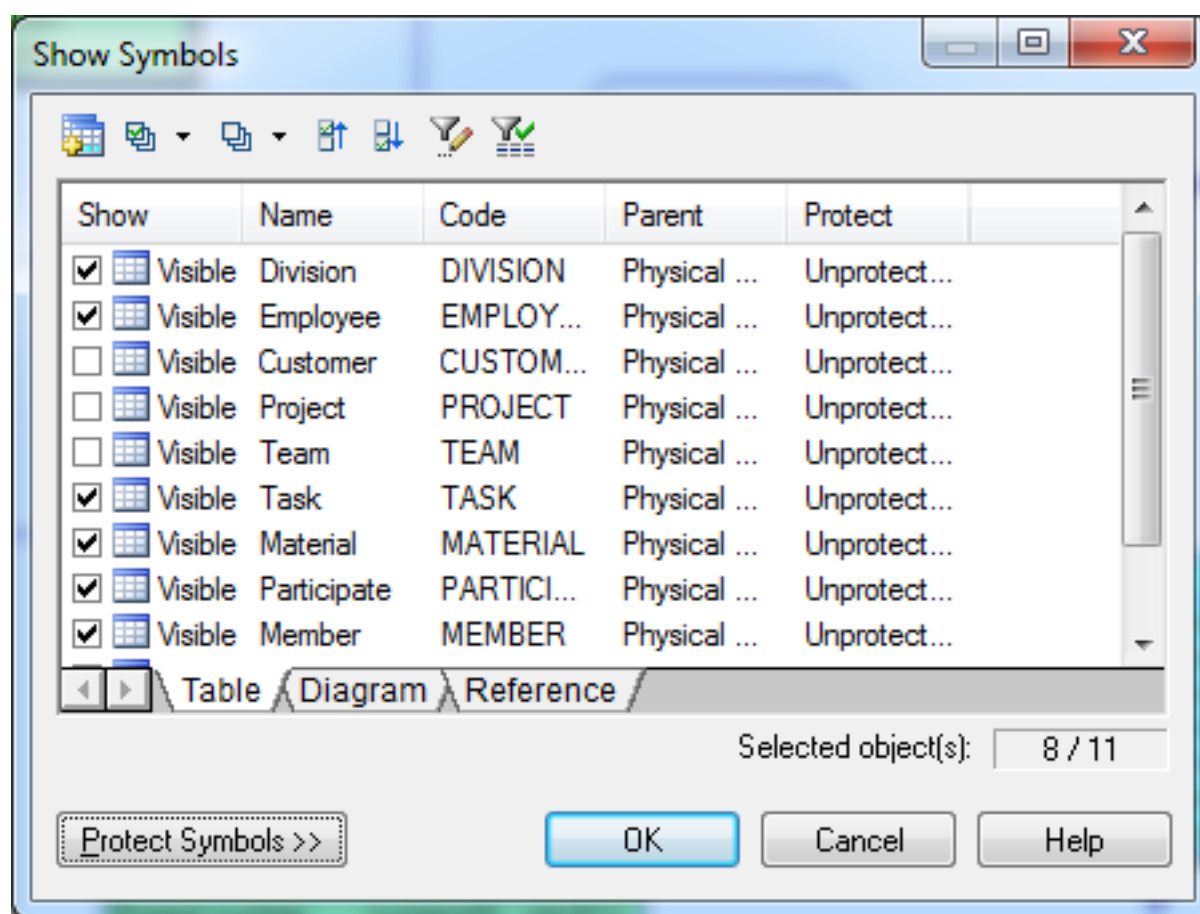 Show Symbols
Show Name Code Parent Protect
Visible Division DIVISION Physical ... Unprotect...
Visible Employee EMPLOY... Physical ... Unprotect...
Visible Customer CUSTOM... Physical ... Unprotect...
Visible Project PROJECT Physical ... Unprotect...
Visible Team TEAM Physical ... Unprotect...
Visible Task TASK Physical ... Unprotect...
Visible Material MATERIAL Physical ... Unprotect...
Visible Participate PARTICI... Physical ... Unprotect...
Visible Member MEMBER Physical ... Unprotect...
Table Diagram Reference
Selected object(s): 8 / 11
Protect Symbols >> OK Cancel Help